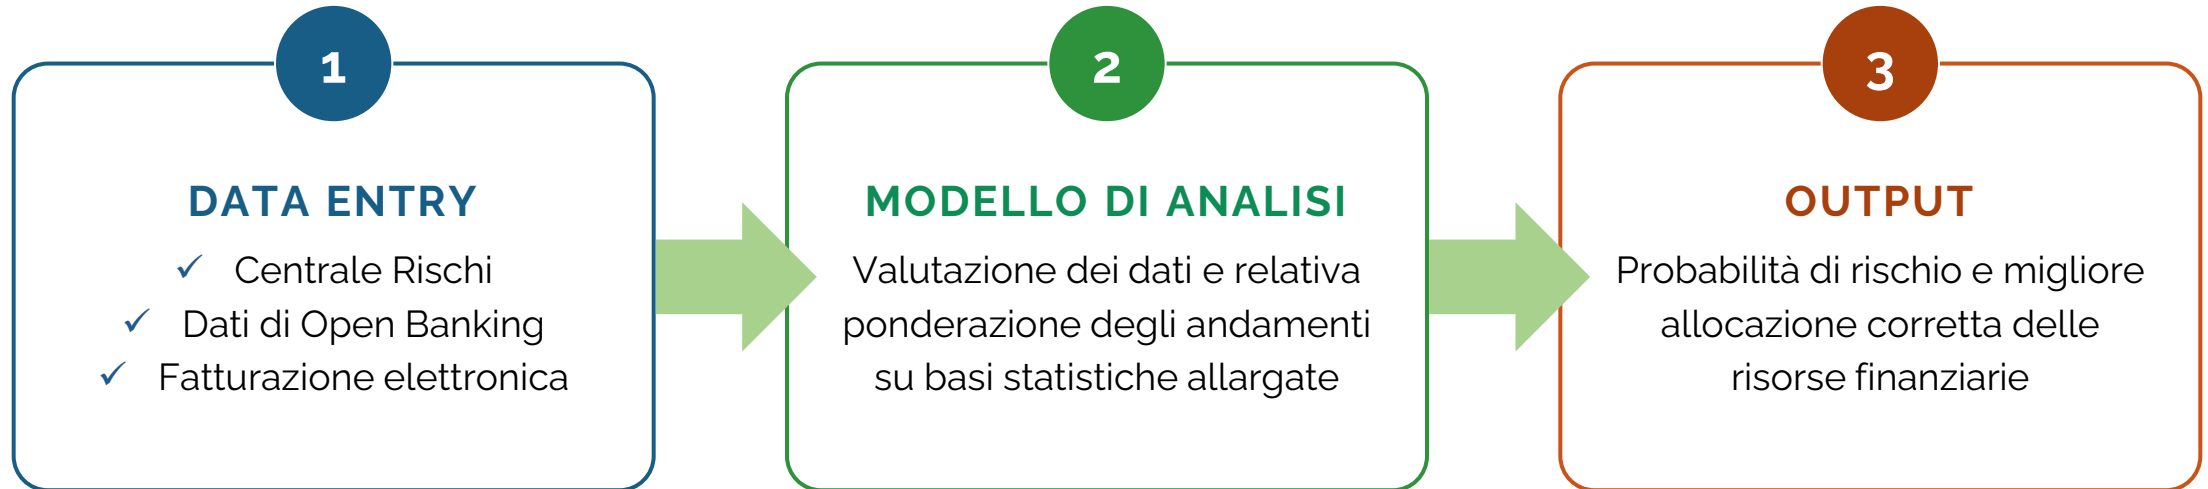 1
DATA ENTRY
✓ Centrale Rischi
✓ Dati di Open Banking
✓ Fatturazione elettronica
2
MODELLO DI ANALISI
Valutazione dei dati e relativa
ponderazione degli andamenti
su basi statistiche allargate
3
OUTPUT
Probabilità di rischio e migliore
allocazione corretta delle
risorse finanziarie